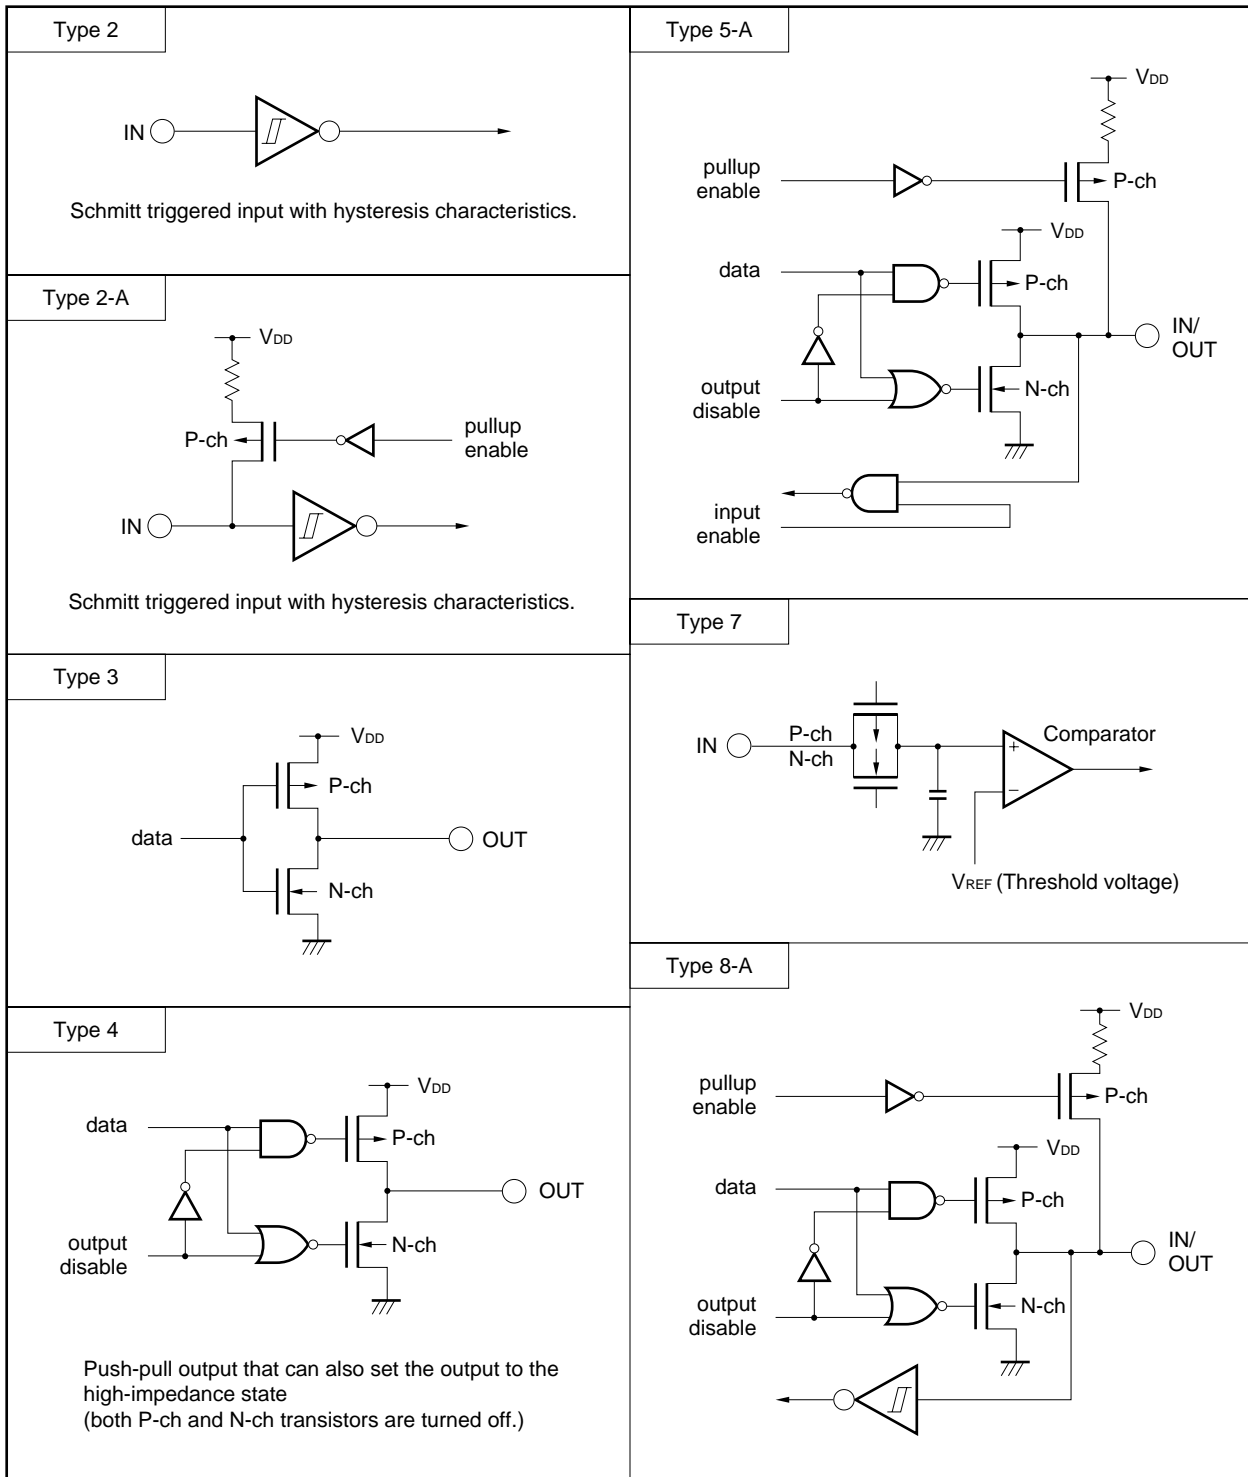 Type 2
IN
Schmitt triggered input with hysteresis characteristics.
Type 2-A
VDD
P-ch
pullup
enable
IN
Schmitt triggered input with hysteresis characteristics.
Type 3
VDD
P-ch
data
OUT
N-ch
Type 4
VDD
data
P-ch
OUT
output
disable
N-ch
Push-pull output that can also set the output to the
high-impedance state
(both P-ch and N-ch transistors are turned off.)
Type 5-A
VDD
pullup
enable
P-ch
VDD
data
P-ch
IN/
OUT
output
disable
N-ch
input
enable
Type 7
IN
P-ch
N-ch
+
−
Comparator
VREF (Threshold voltage)
Type 8-A
VDD
pullup
enable
P-ch
VDD
data
P-ch
IN/
OUT
output
disable
N-ch